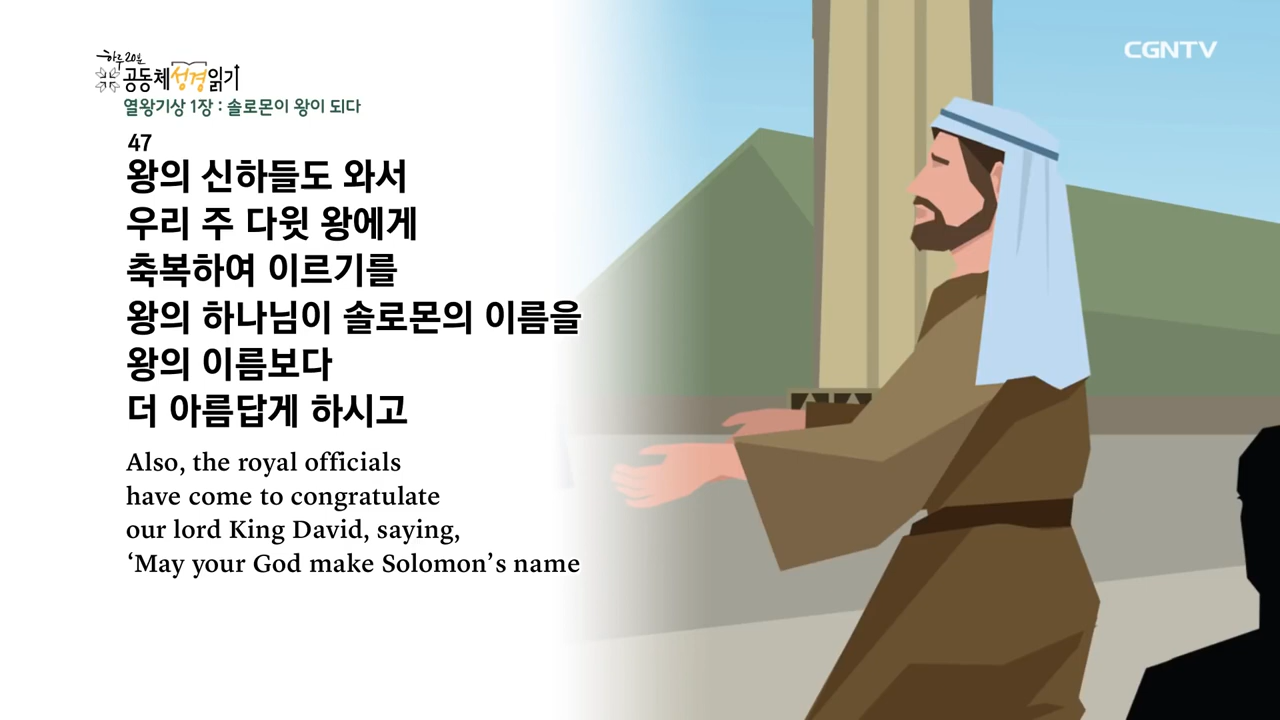 하루 20분
공동체성경읽기
CGNTV
열왕기상 1장 : 솔로몬이 왕이 되다
47
왕의 신하들도 와서
우리 주 다윗 왕에게
축복하여 이르기를
왕의 하나님이 솔로몬의 이름을
왕의 이름보다
더 아름답게 하시고
Also, the royal officials
have come to congratulate
our lord King David, saying,
‘May your God make Solomon’s name